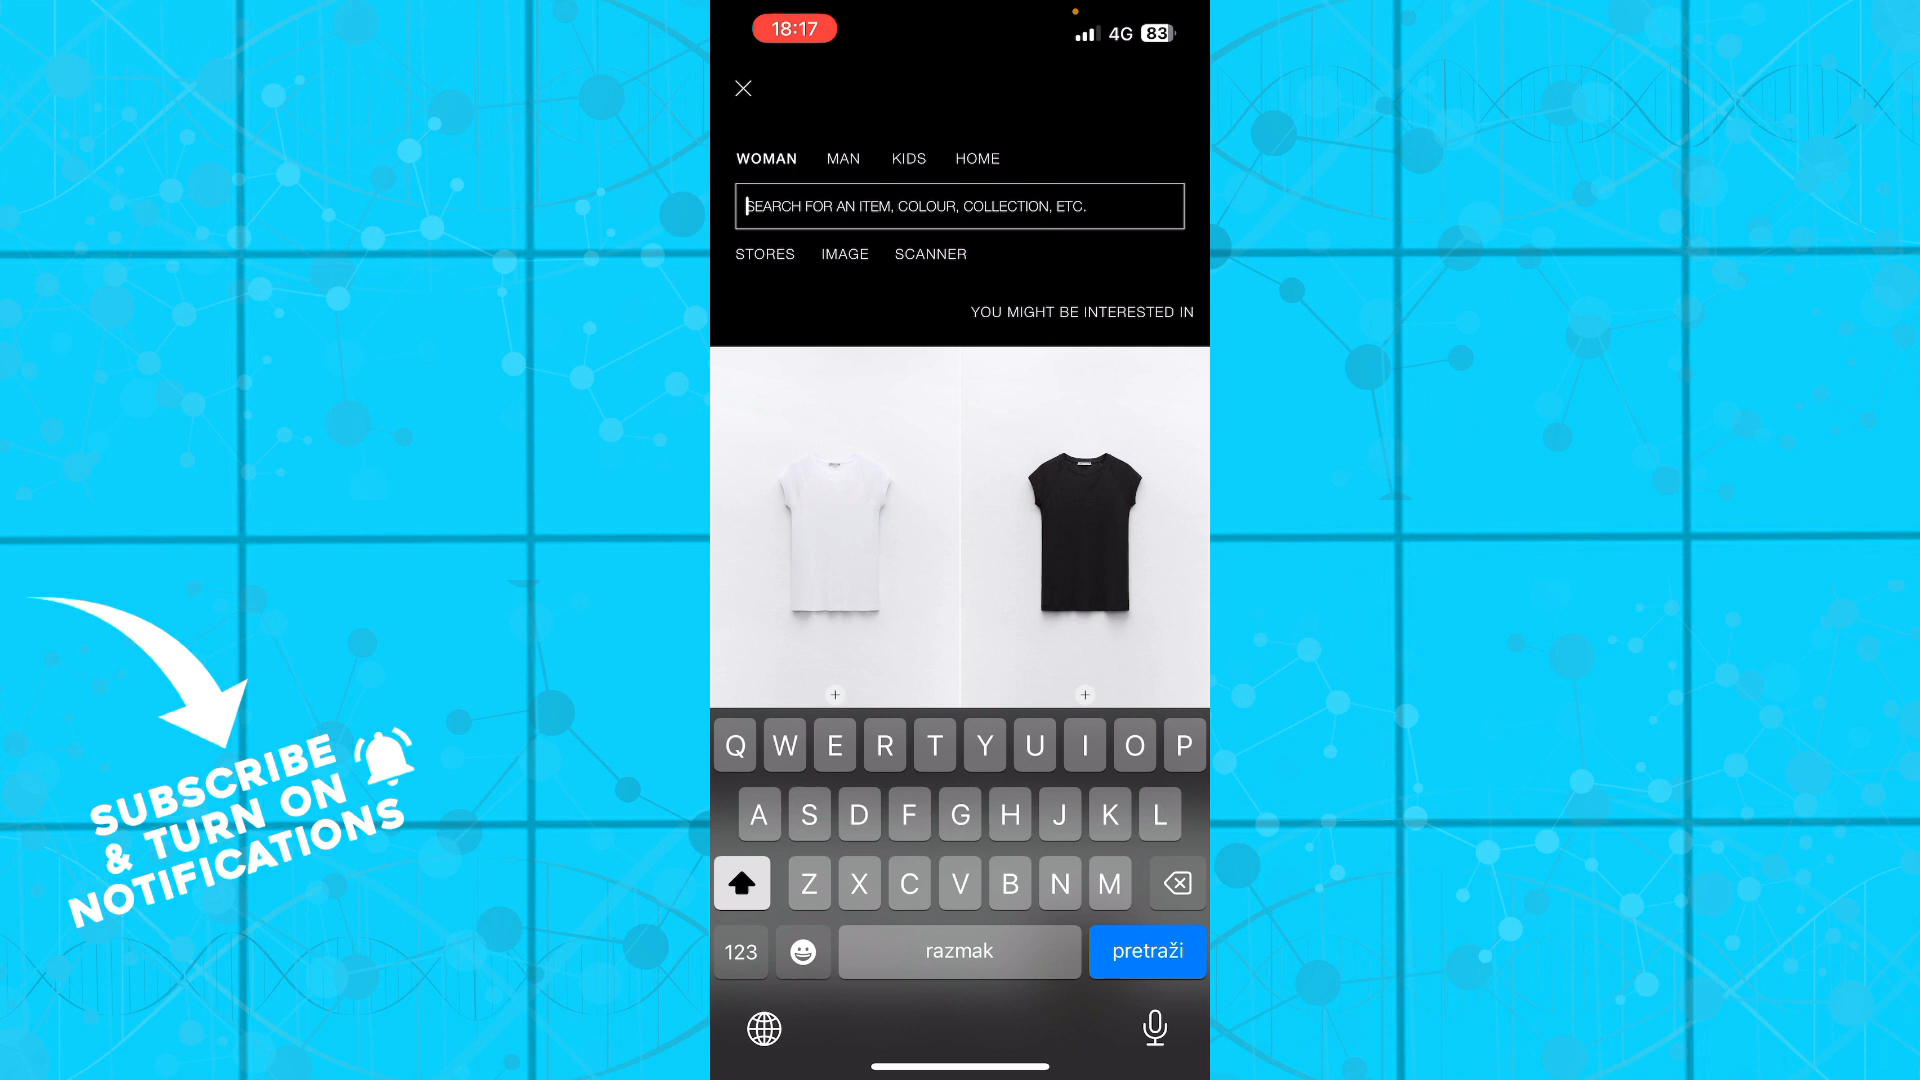 18:17
4G 83
WOMAN MAN KIDS HOME
SEARCH FOR AN ITEM, COLOUR, COLLECTION, ETC.
STORES IMAGE SCANNER
YOU MIGHT BE INTERESTED IN
Q W E R T Y U I O P
A S D F G H J K L
Z X C V B N M
123 razmak pretraži
SUBSCRIBE
& TURN ON
NOTIFICATIONS